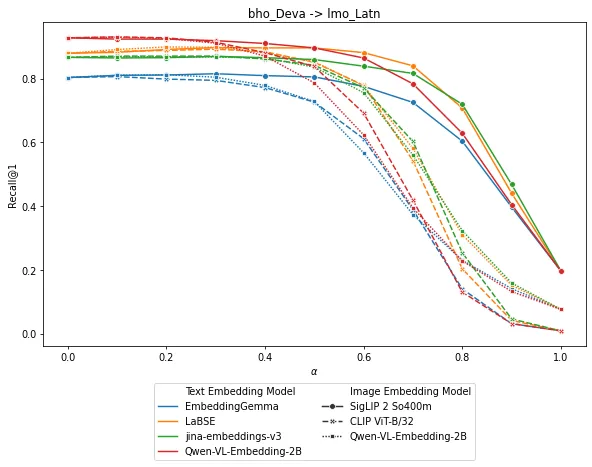 bho_Deva -> lmo_Latn
Recall@1
0.8
0.6
0.4
0.2
0.0
0.0 0.2 0.4 0.6 0.8 1.0
α
Text Embedding Model Image Embedding Model
EmbeddingGemma SigLIP 2 So400m
LaBSE CLIP ViT-B/32
jina-embeddings-v3 Qwen-VL-Embedding-2B
Qwen-VL-Embedding-2B